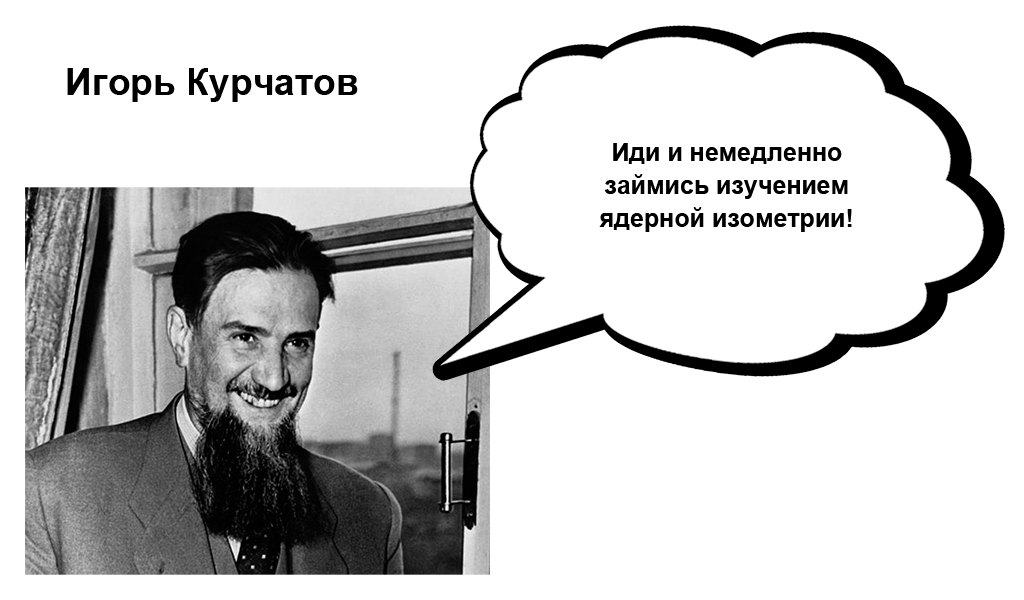 Игорь Курчатов
Иди и немедленно
займись изучением
ядерной изометрии!